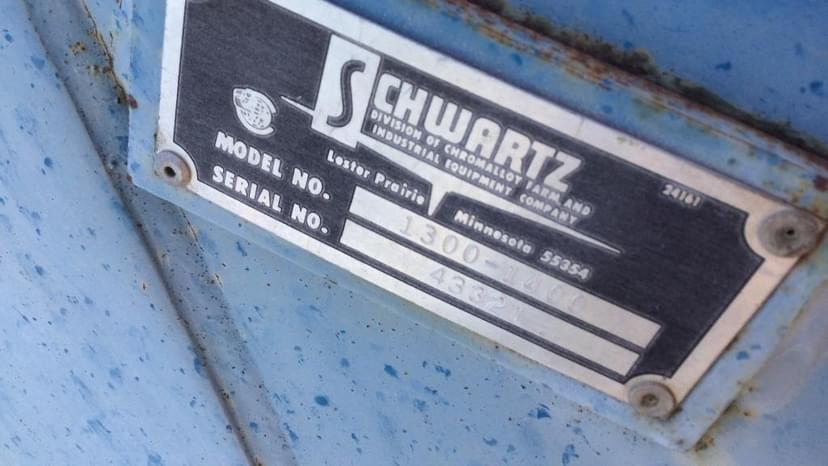 SCHWARTZ
DIVISION OF CHROMALLOY FARM AND
INDUSTRIAL EQUIPMENT COMPANY
24161
Lester Prairie Minnesota 55354
MODEL NO. 1300-1400
SERIAL NO. 43321